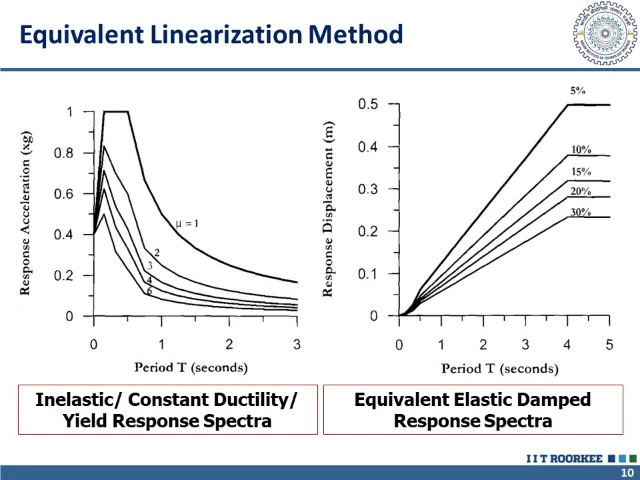 Equivalent Linearization Method
Response Acceleration (xg)
1
0.8
0.6
0.4
0.2
0
0 1 2 3
Period T (seconds)
μ = 1
2
3
4
6
Response Displacement (m)
0.5
0.4
0.3
0.2
0.1
0
0 1 2 3 4 5
Period T (seconds)
5%
10%
15%
20%
30%
Inelastic/ Constant Ductility/
Yield Response Spectra
Equivalent Elastic Damped
Response Spectra
I I T ROORKEE
10